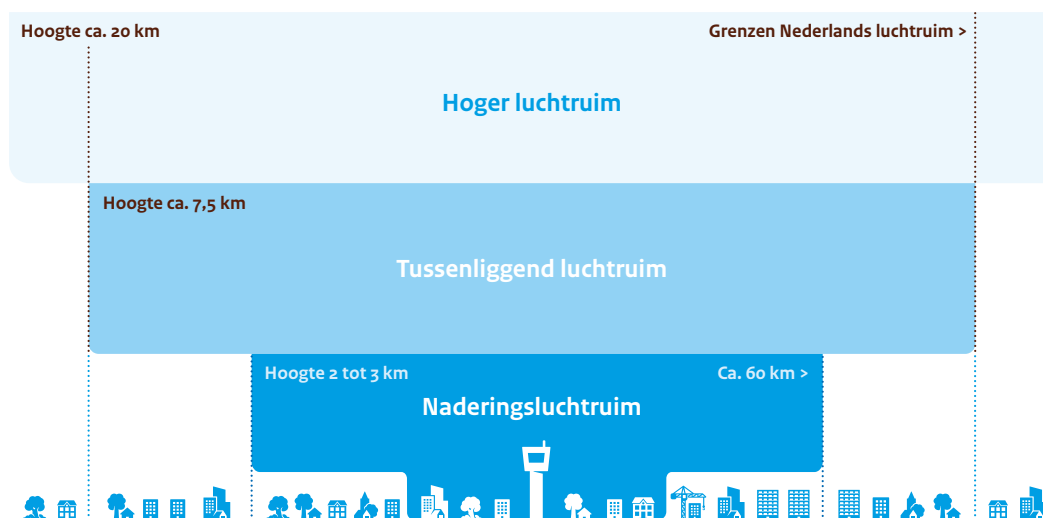 Hoogte ca. 20 km
Grenzen Nederlands luchtruim >
Hoger luchtruim
Hoogte ca. 7,5 km
Tussenliggend luchtruim
Hoogte 2 tot 3 km
Ca. 60 km >
Naderingsluchtruim